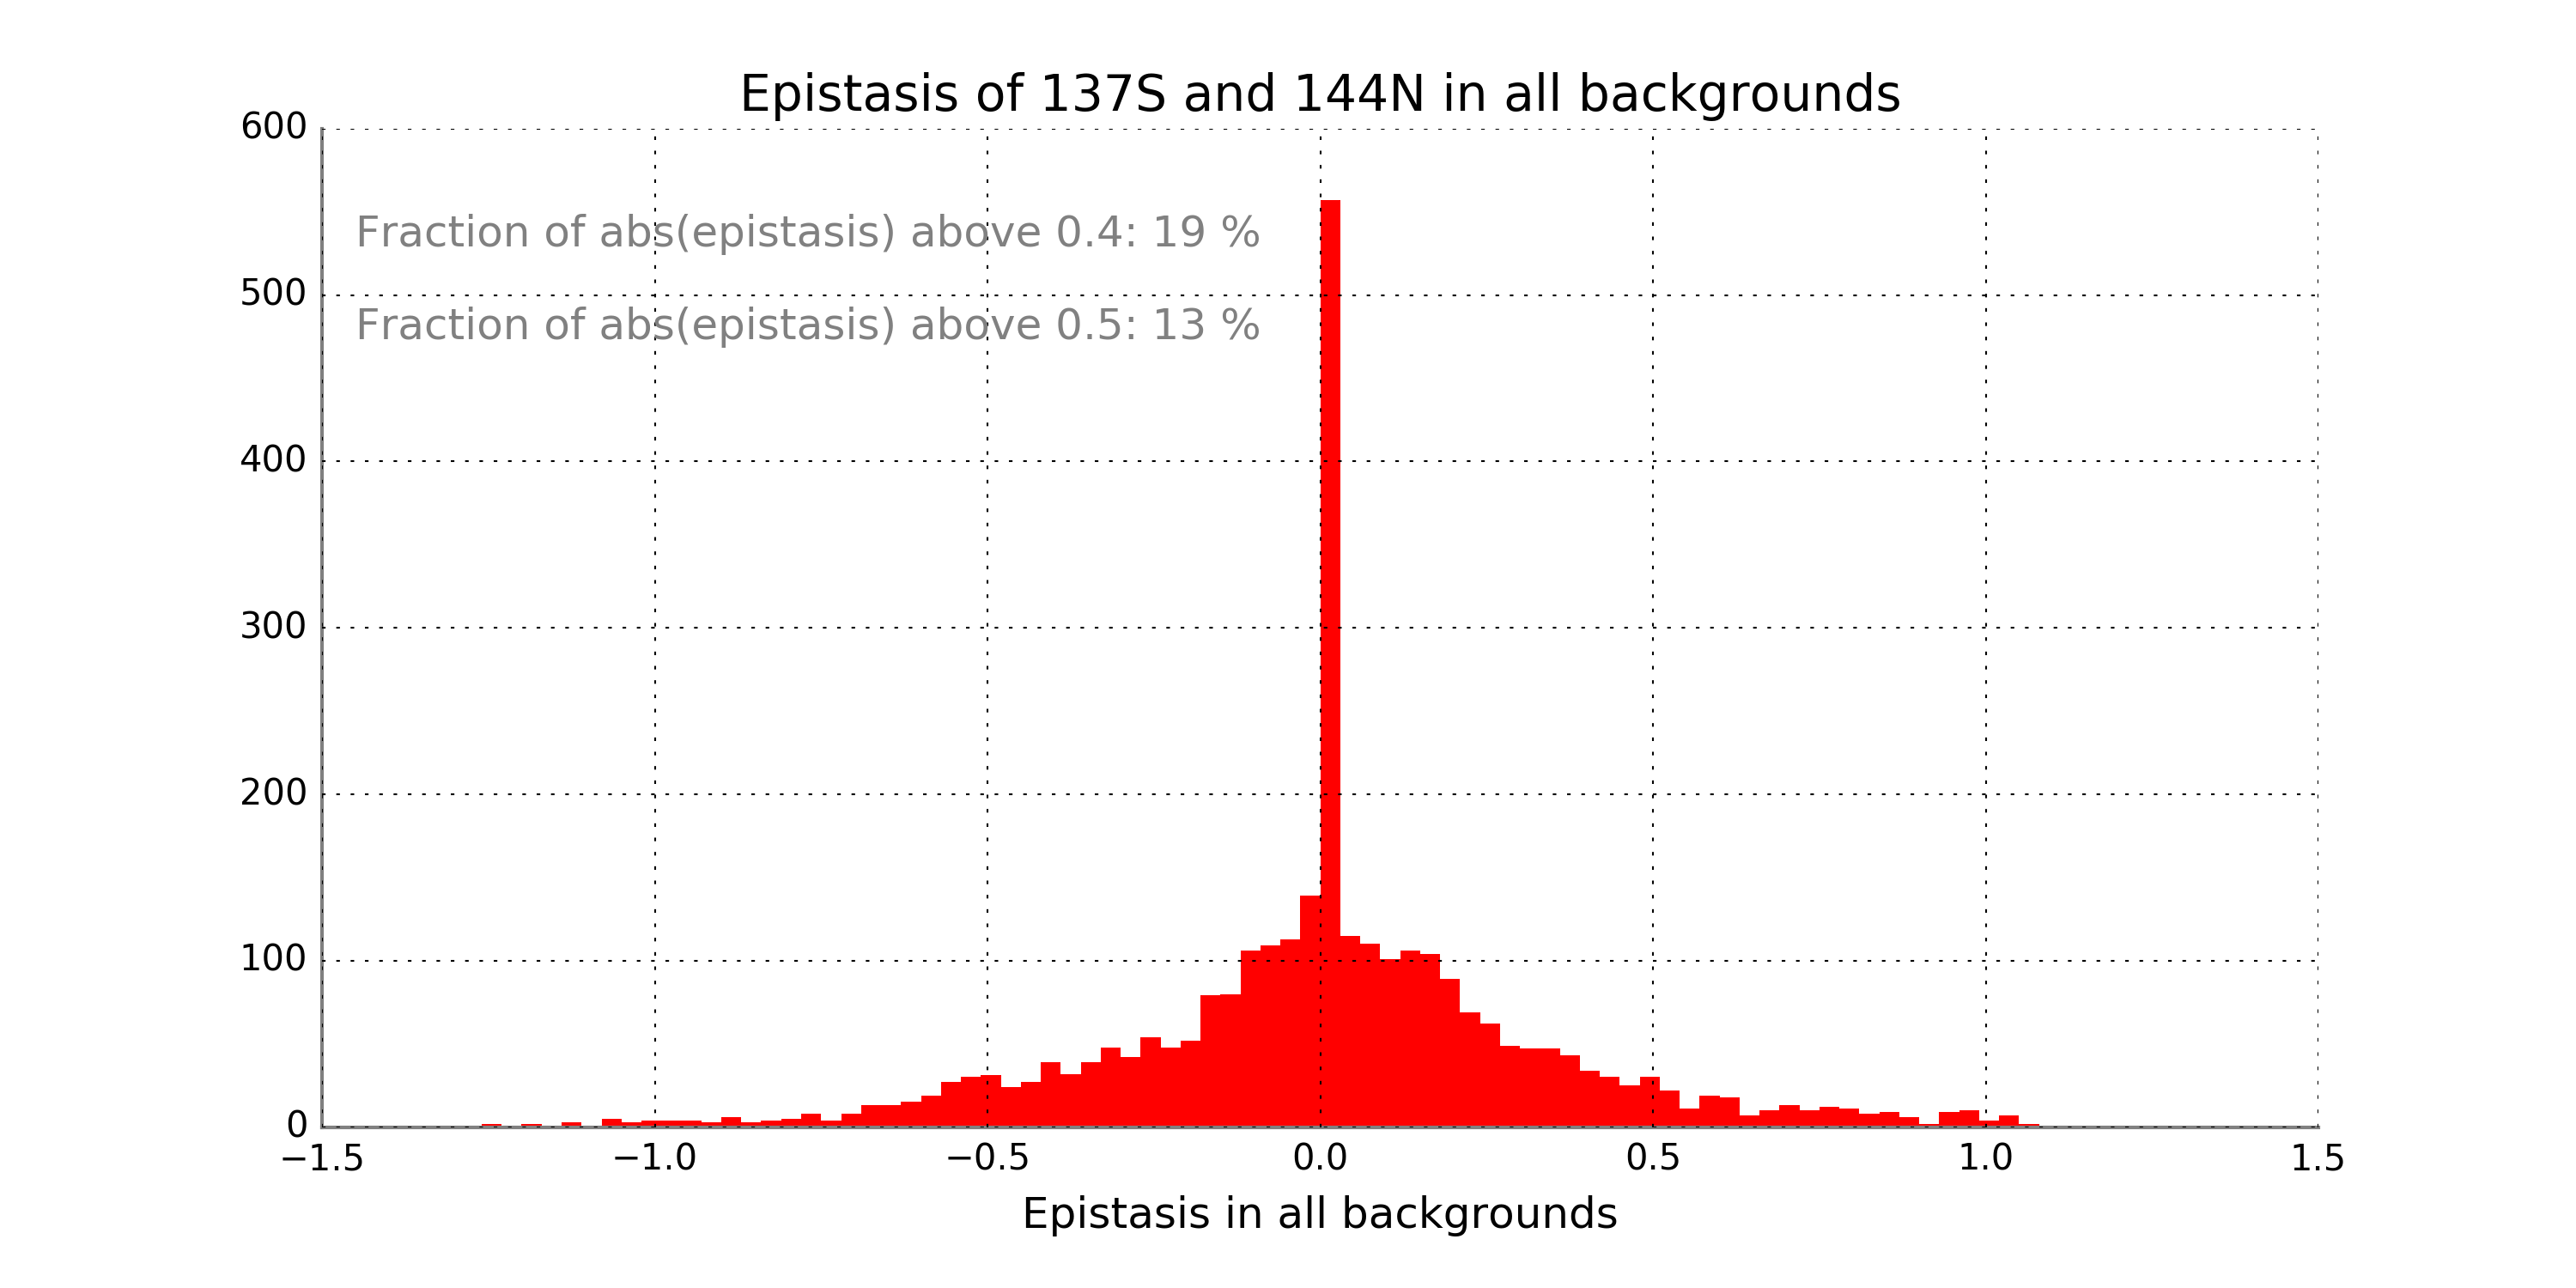 Epistasis of 137S and 144N in all backgrounds
600
Fraction of abs(epistasis) above 0.4: 19 %
500
Fraction of abs(epistasis) above 0.5: 13 %
400
300
200
100
0
−1.5 −1.0 −0.5 0.0 0.5 1.0 1.5
Epistasis in all backgrounds